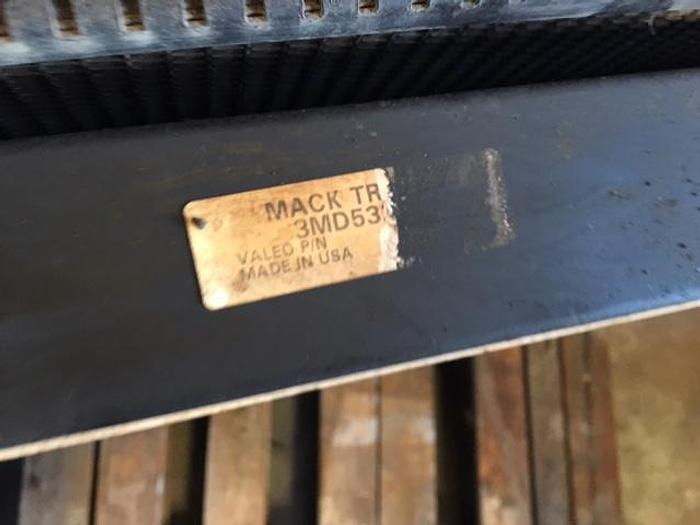 MACK TR
3MD53
VALEO P/N
MADE IN USA